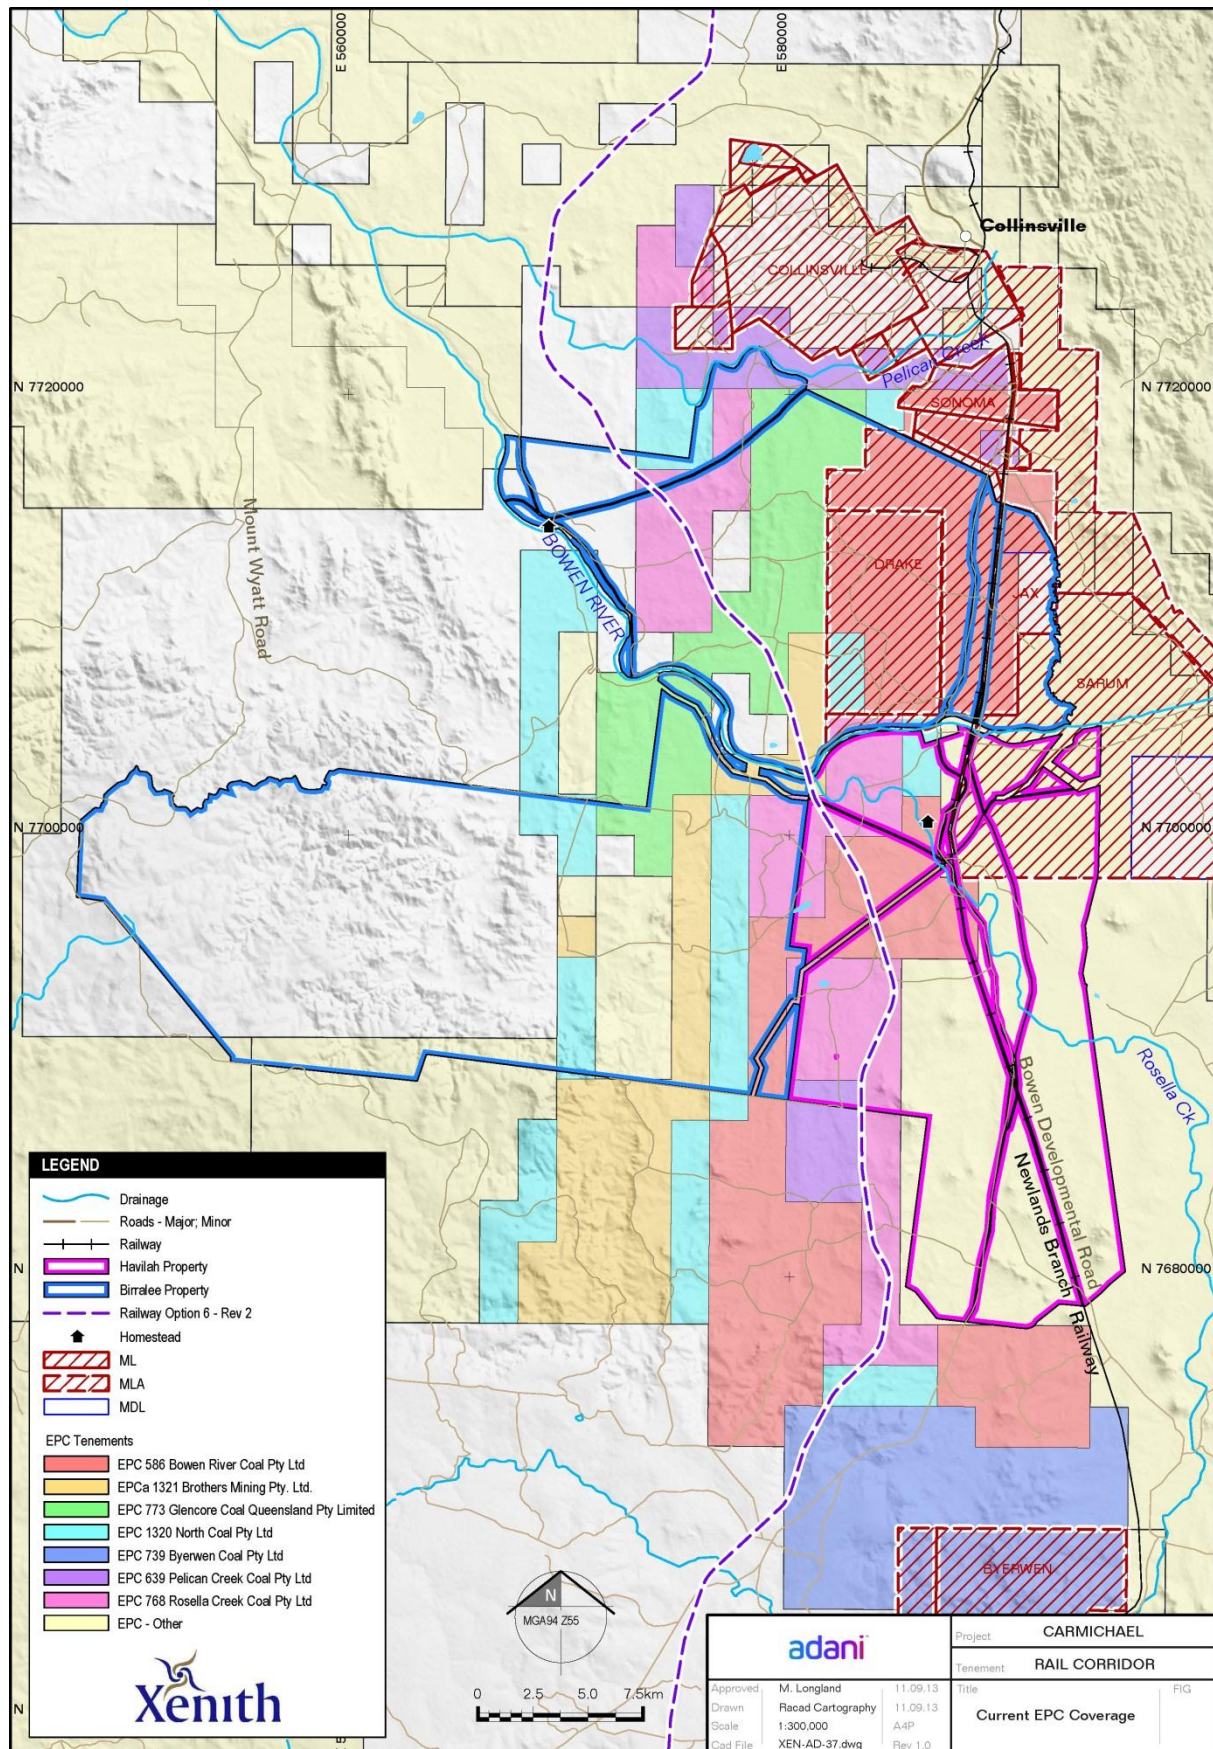 E 560000
E 580000
Collinsville
COLLINSVILLE
Pelican Creek
N 7720000
N 7720000
SONOMA
Mount Wyatt Road
BOWEN RIVER
DRAKE
JAX
SARUM
N 7700000
N 7700000
Rosella Ck
Bowen Developmental Road
Newlands Branch Railway
N
N 7680000
LEGEND
Drainage
Roads - Major; Minor
Railway
Havilah Property
Birralee Property
Railway Option 6 - Rev 2
Homestead
ML
MLA
MDL
EPC Tenements
EPC 586 Bowen River Coal Pty Ltd
EPCa 1321 Brothers Mining Pty. Ltd.
EPC 773 Glencore Coal Queensland Pty Limited
EPC 1320 North Coal Pty Ltd
EPC 739 Byerwen Coal Pty Ltd
EPC 639 Pelican Creek Coal Pty Ltd
EPC 768 Rosella Creek Coal Pty Ltd
EPC - Other
Xenith
N
BYERWEN
N
MGA94 Z55
0 2.5 5.0 7.5km
adani
Project CARMICHAEL
Tenement RAIL CORRIDOR
Approved M. Longland 11.09.13
Drawn Racad Cartography 11.09.13
Scale 1:300,000 A4P
Cad File XEN-AD-37.dwg Rev 1.0
Title FIG
Current EPC Coverage